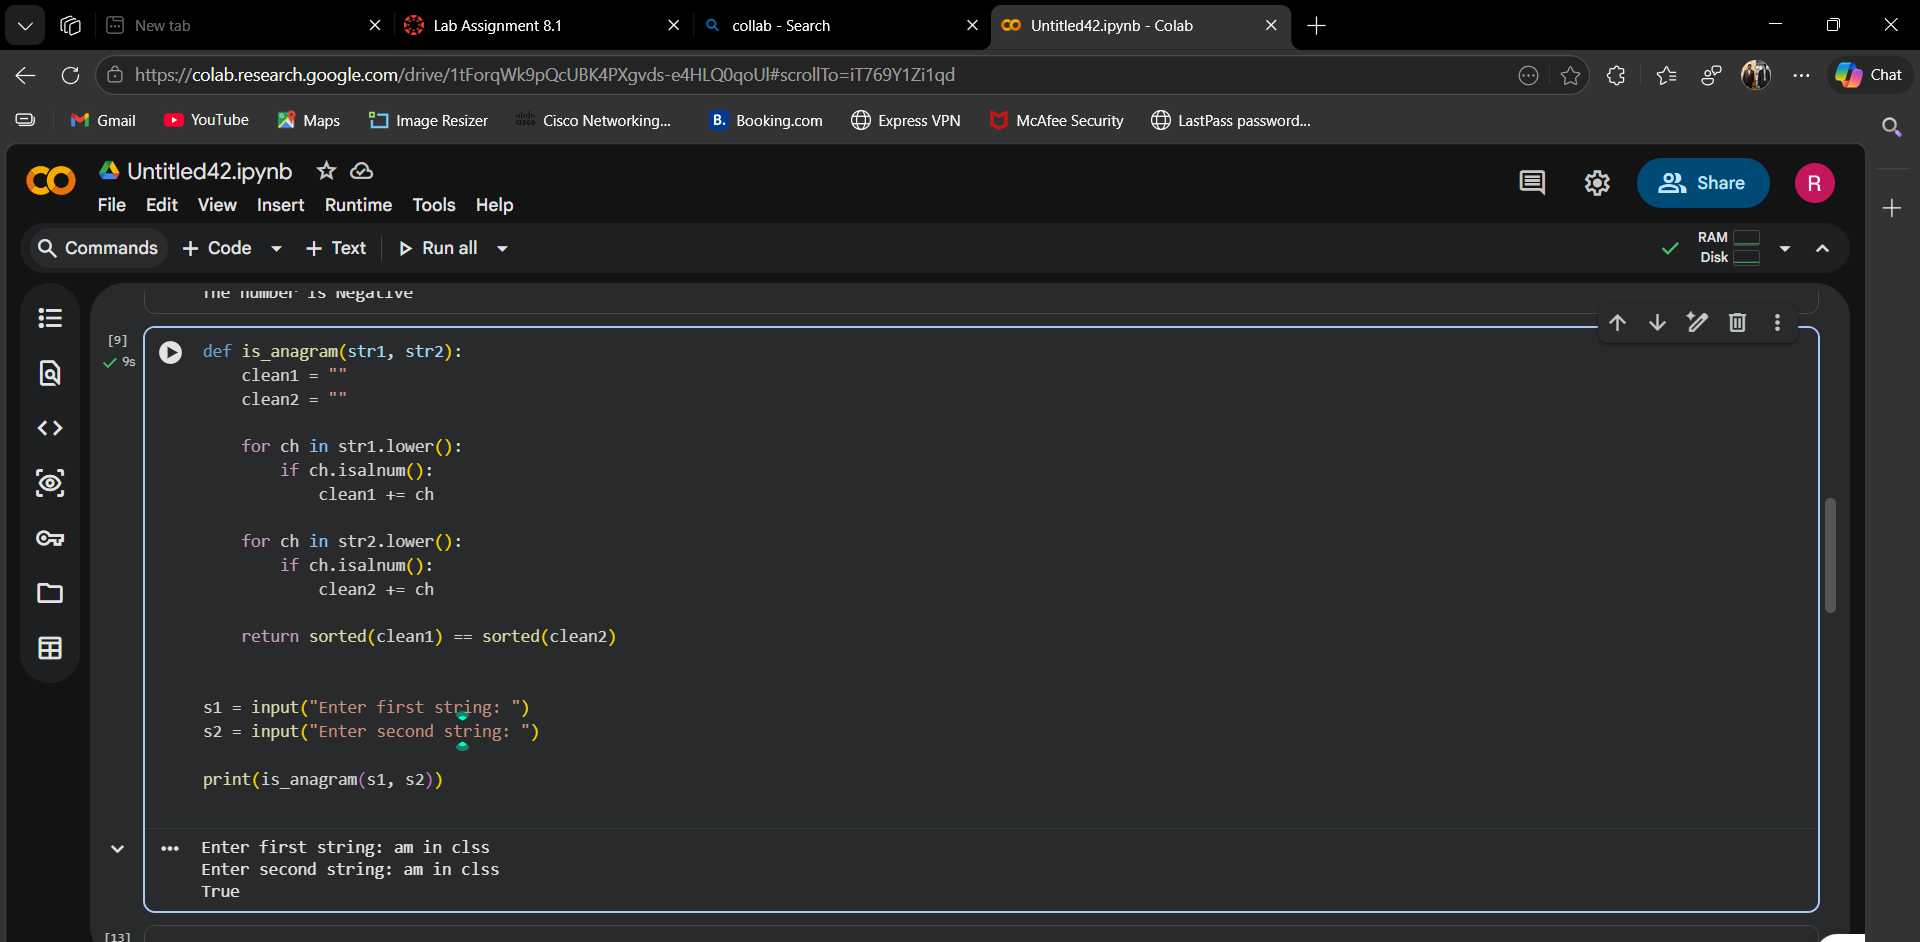 New tab
Lab Assignment 8.1
collab - Search
Untitled42.ipynb - Colab
https://colab.research.google.com/drive/1tForqWk9pQcUBK4PXgvds-e4HLQ0qoUl#scrollTo=iT769Y1Zi1qd
Chat
Gmail
YouTube
Maps
Image Resizer
Cisco Networking...
B. Booking.com
Express VPN
McAfee Security
LastPass password...
Untitled42.ipynb
File Edit View Insert Runtime Tools Help
Share
R
Commands + Code + Text Run all
RAM
Disk
The number is Negative
[9]
9s
def is_anagram(str1, str2):
    clean1 = ""
    clean2 = ""
    for ch in str1.lower():
        if ch.isalnum():
            clean1 += ch
    for ch in str2.lower():
        if ch.isalnum():
            clean2 += ch
    return sorted(clean1) == sorted(clean2)
s1 = input("Enter first string: ")
s2 = input("Enter second string: ")
print(is_anagram(s1, s2))
Enter first string: am in clss
Enter second string: am in clss
True
[13]